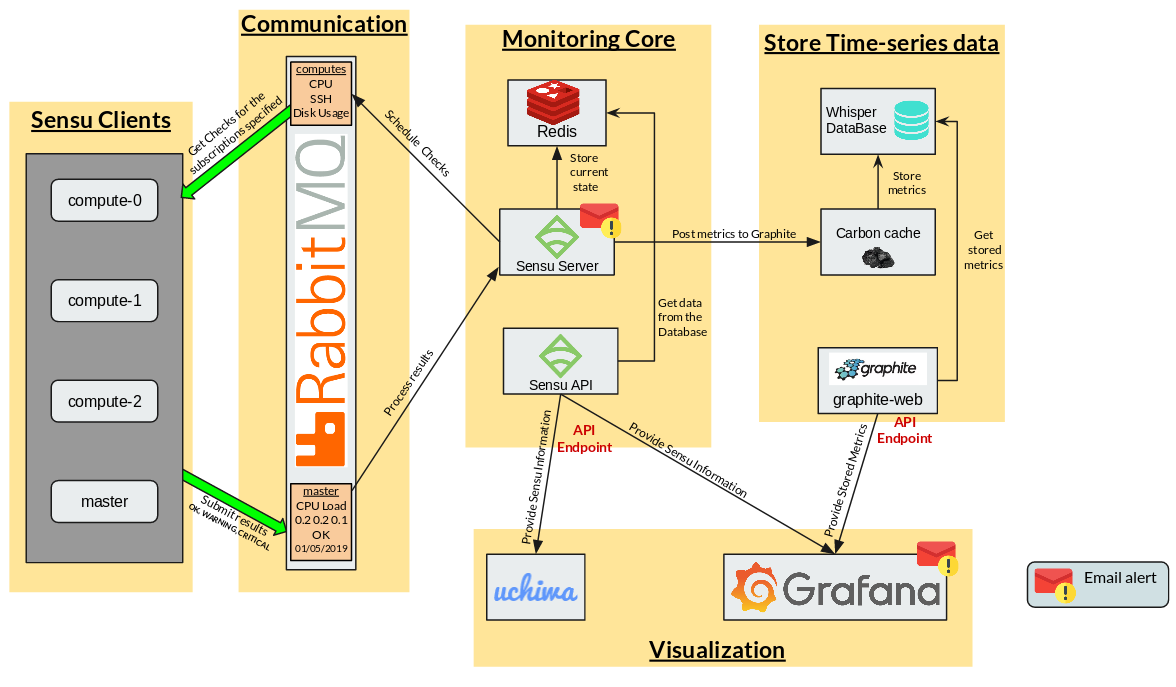 Communication
Monitoring Core
Store Time-series data
Sensu Clients
Visualization
compute-0
compute-1
compute-2
master
Get Checks for the
subscriptions specified
Submit results
OK, WARNING,CRITICAL
computes
CPU
SSH
Disk Usage
RabbitMQ
master
CPU Load
0.2 0.2 0.1
OK
01/05/2019
Schedule Checks
Process results
Redis
Store
current
state
Sensu Server
Post metrics to Graphite
Get data
from the
Database
Sensu API
API
Endpoint
Provide Sensu Information
Provide Sensu Information
Whisper
DataBase
Store
metrics
Carbon cache
Get
stored
metrics
graphite
graphite-web
API
Endpoint
Provide Stored Metrics
uchiwa
Grafana
Email alert